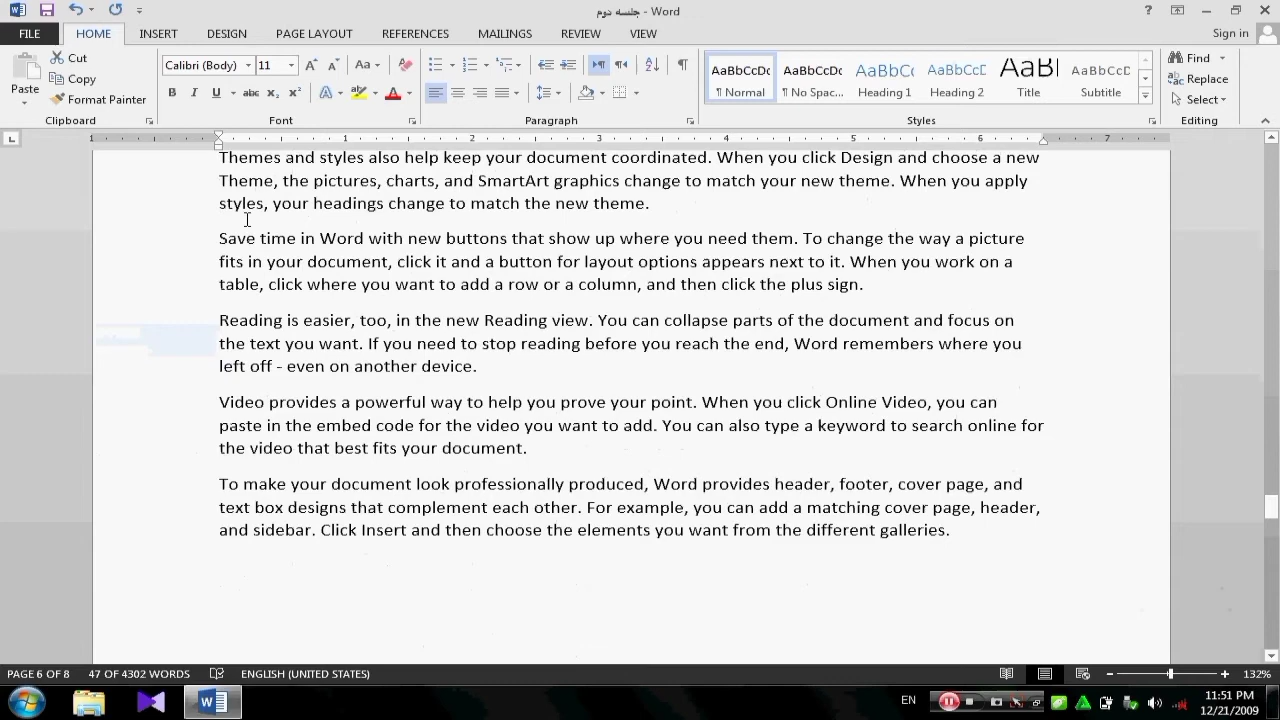 جلسه دوم - Word
Sign in
FILE HOME INSERT DESIGN PAGE LAYOUT REFERENCES MAILINGS REVIEW VIEW
Paste
Cut
Copy
Format Painter
Clipboard
Calibri (Body) 11
Font
Paragraph
AaBbCcDc AaBbCcDc AaBbCc AaBbCcC AaB AaBbCcC
¶ Normal ¶ No Spac... Heading 1 Heading 2 Title Subtitle
Styles
Find
Replace
Select
Editing
1 1 2 3 4 5 6 7
Themes and styles also help keep your document coordinated. When you click Design and choose a new
Theme, the pictures, charts, and SmartArt graphics change to match your new theme. When you apply
styles, your headings change to match the new theme.
Save time in Word with new buttons that show up where you need them. To change the way a picture
fits in your document, click it and a button for layout options appears next to it. When you work on a
table, click where you want to add a row or a column, and then click the plus sign.
Reading is easier, too, in the new Reading view. You can collapse parts of the document and focus on
the text you want. If you need to stop reading before you reach the end, Word remembers where you
left off - even on another device.
Video provides a powerful way to help you prove your point. When you click Online Video, you can
paste in the embed code for the video you want to add. You can also type a keyword to search online for
the video that best fits your document.
To make your document look professionally produced, Word provides header, footer, cover page, and
text box designs that complement each other. For example, you can add a matching cover page, header,
and sidebar. Click Insert and then choose the elements you want from the different galleries.
PAGE 6 OF 8 47 OF 4302 WORDS ENGLISH (UNITED STATES) 132%
EN
11:51 PM
12/21/2009